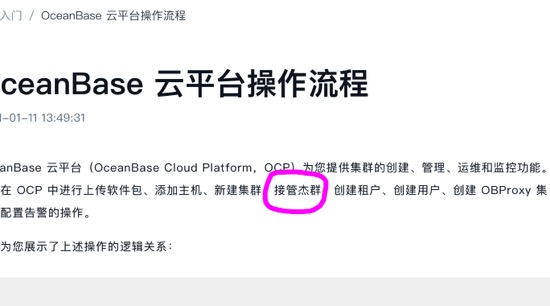 入门 / OceanBase 云平台操作流程
ceanBase 云平台操作流程
-01-11 13:49:31
anBase 云平台（OceanBase Cloud Platform，OCP）为您提供集群的创建、管理、运维和监控功能。
在 OCP 中进行上传软件包、添加主机、新建集群、接管杰群、创建租户、创建用户、创建 OBProxy 集
配置告警的操作。
为您展示了上述操作的逻辑关系：